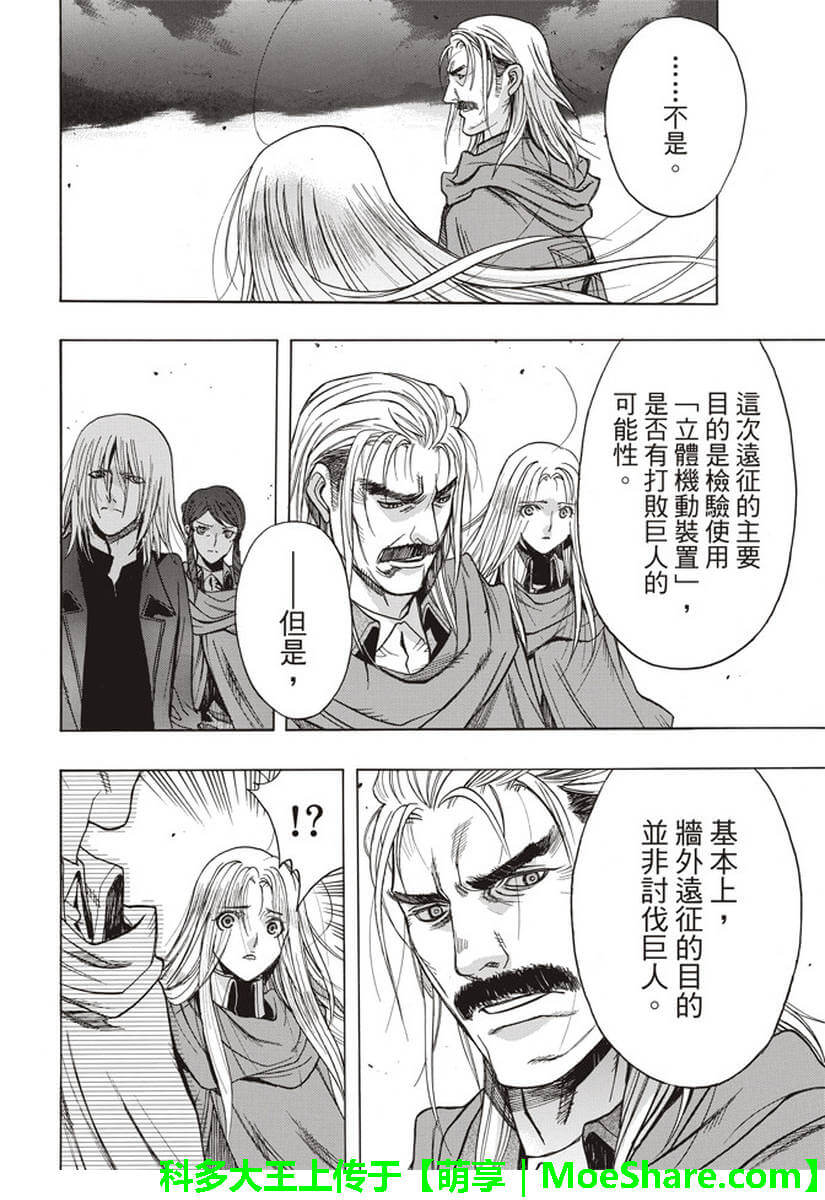 ……不是。
這次遠征的主要
目的是檢驗使用
「立體機動裝置」，
是否有打敗巨人的
可能性。
——但是，
基本上，
牆外遠征的目的
並非討伐巨人。
!?
科多大王上传于【萌享｜MoeShare.com】